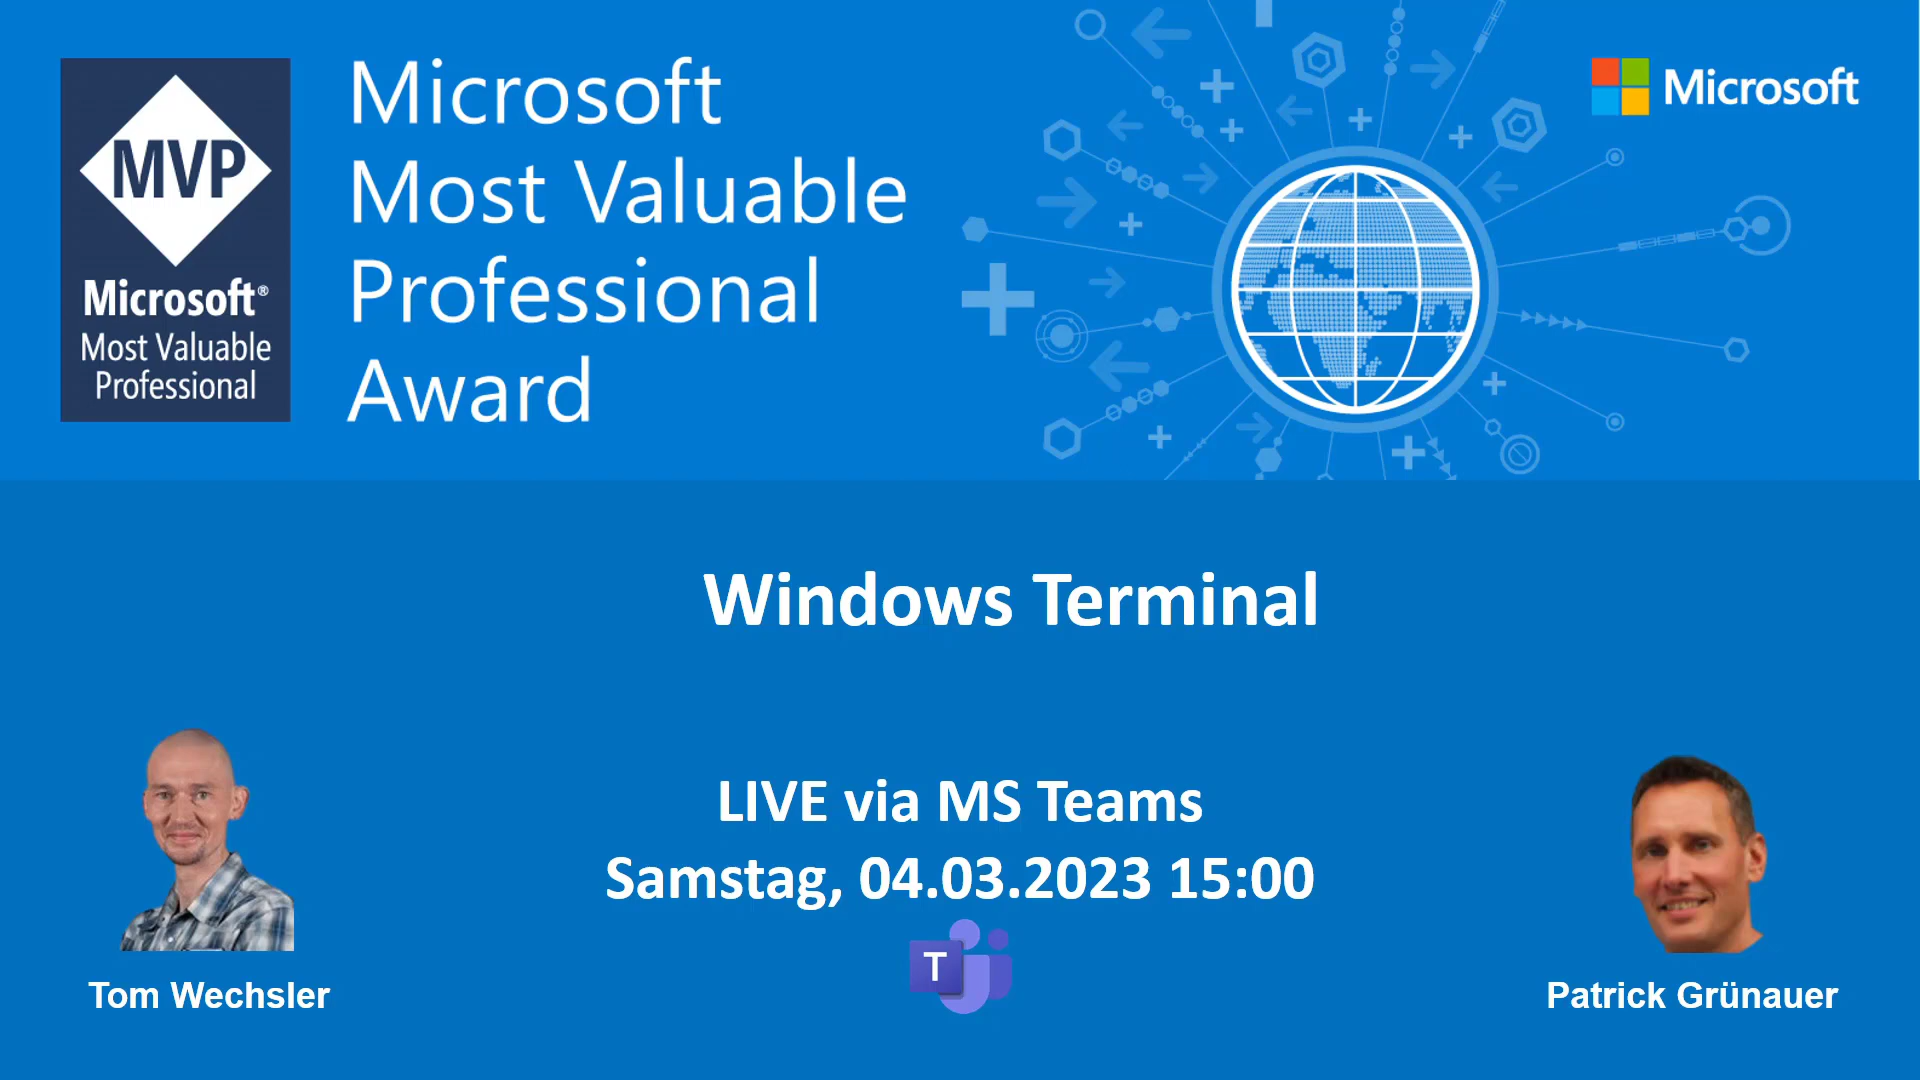 MVP
Microsoft®
Most Valuable
Professional
Microsoft
Most Valuable
Professional
Award
Microsoft
Windows Terminal
LIVE via MS Teams
Samstag, 04.03.2023 15:00
T
Tom Wechsler
Patrick Grünauer